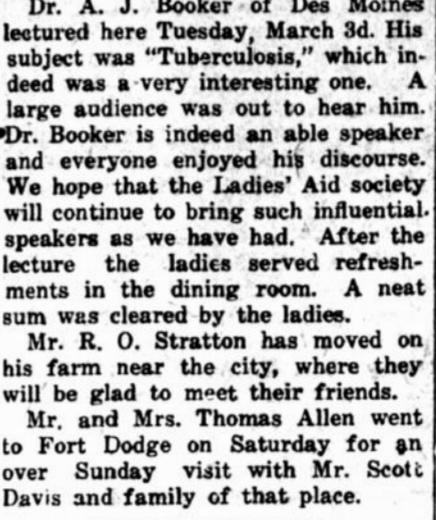 Dr. A. J. Booker of Des Moines
lectured here Tuesday, March 3d. His
subject was "Tuberculosis," which in-
deed was a very interesting one. A
large audience was out to hear him.
Dr. Booker is indeed an able speaker
and everyone enjoyed his discourse.
We hope that the Ladies' Aid society
will continue to bring such influential
speakers as we have had. After the
lecture the ladies served refresh-
ments in the dining room. A neat
sum was cleared by the ladies.
Mr. R. O. Stratton has moved on
his farm near the city, where they
will be glad to meet their friends.
Mr. and Mrs. Thomas Allen went
to Fort Dodge on Saturday for an
over Sunday visit with Mr. Scott
Davis and family of that place.